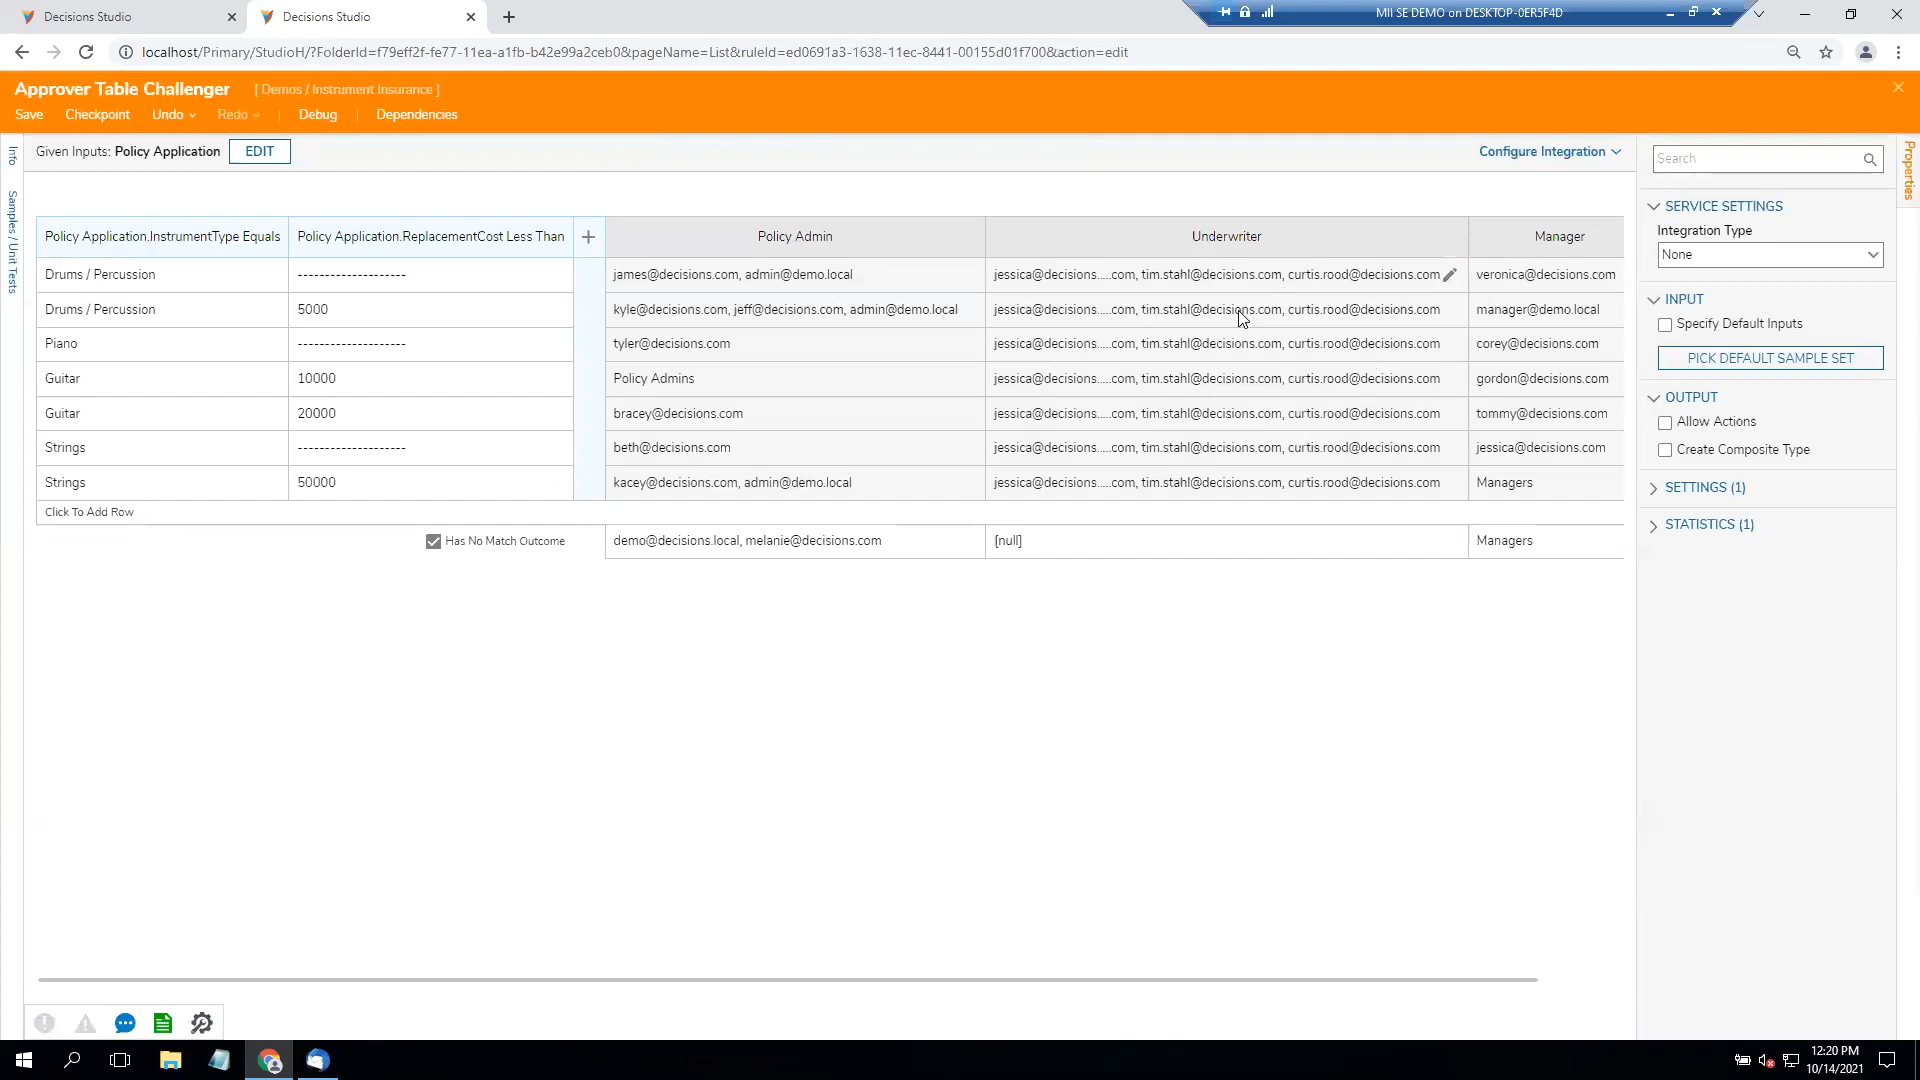 Decisions Studio
Decisions Studio
MII SE DEMO on DESKTOP-0ER5F4D
localhost/Primary/StudioH/?FolderId=f79eff2f-fe77-11ea-a1fb-b42e99a2ceb0&pageName=List&ruleId=ed0691a3-1638-11ec-8441-00155d01f700&action=edit
Approver Table Challenger [ Demos / Instrument Insurance ]
Save Checkpoint Undo Redo Debug Dependencies
Info
Samples / Unit Tests
Given Inputs: Policy Application EDIT Configure Integration
Policy Application.InstrumentType Equals Policy Application.ReplacementCost Less Than + Policy Admin Underwriter Manager
Drums / Percussion -------------------- james@decisions.com, admin@demo.local jessica@decisions.....com, tim.stahl@decisions.com, curtis.rood@decisions.com veronica@decisions.com
Drums / Percussion 5000 kyle@decisions.com, jeff@decisions.com, admin@demo.local jessica@decisions.....com, tim.stahl@decisions.com, curtis.rood@decisions.com manager@demo.local
Piano -------------------- tyler@decisions.com jessica@decisions.....com, tim.stahl@decisions.com, curtis.rood@decisions.com corey@decisions.com
Guitar 10000 Policy Admins jessica@decisions.....com, tim.stahl@decisions.com, curtis.rood@decisions.com gordon@decisions.com
Guitar 20000 bracey@decisions.com jessica@decisions.....com, tim.stahl@decisions.com, curtis.rood@decisions.com tommy@decisions.com
Strings -------------------- beth@decisions.com jessica@decisions.....com, tim.stahl@decisions.com, curtis.rood@decisions.com jessica@decisions.com
Strings 50000 kacey@decisions.com, admin@demo.local jessica@decisions.....com, tim.stahl@decisions.com, curtis.rood@decisions.com Managers
Click To Add Row
Has No Match Outcome demo@decisions.local, melanie@decisions.com [null] Managers
Properties
Search
SERVICE SETTINGS
Integration Type
None
INPUT
Specify Default Inputs
PICK DEFAULT SAMPLE SET
OUTPUT
Allow Actions
Create Composite Type
SETTINGS (1)
STATISTICS (1)
12:20 PM
10/14/2021